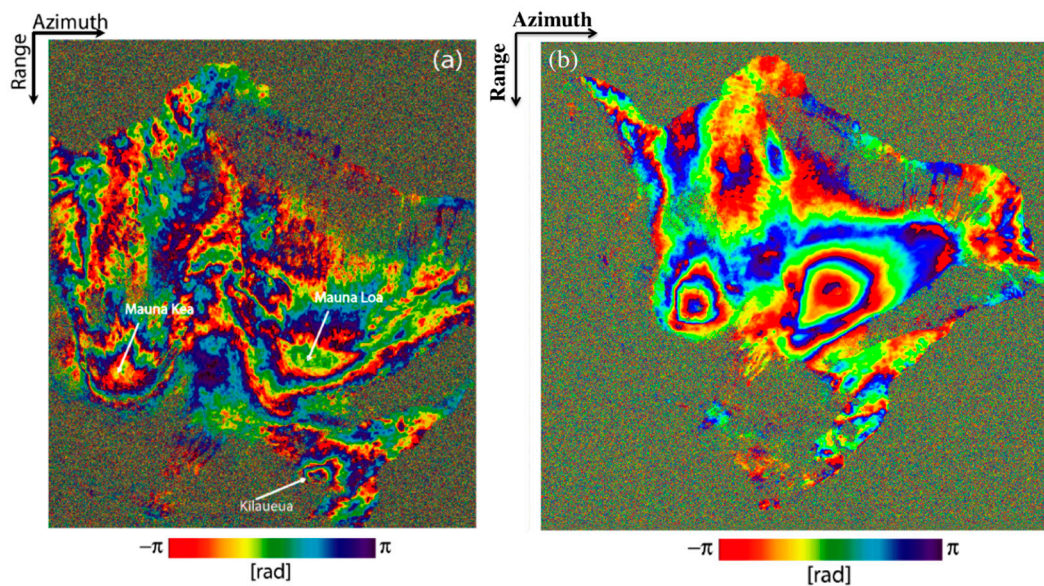 Azimuth
Range
(a)
Mauna Kea
Mauna Loa
Kilaueua
−π
π
[rad]
Azimuth
Range
(b)
−π
π
[rad]